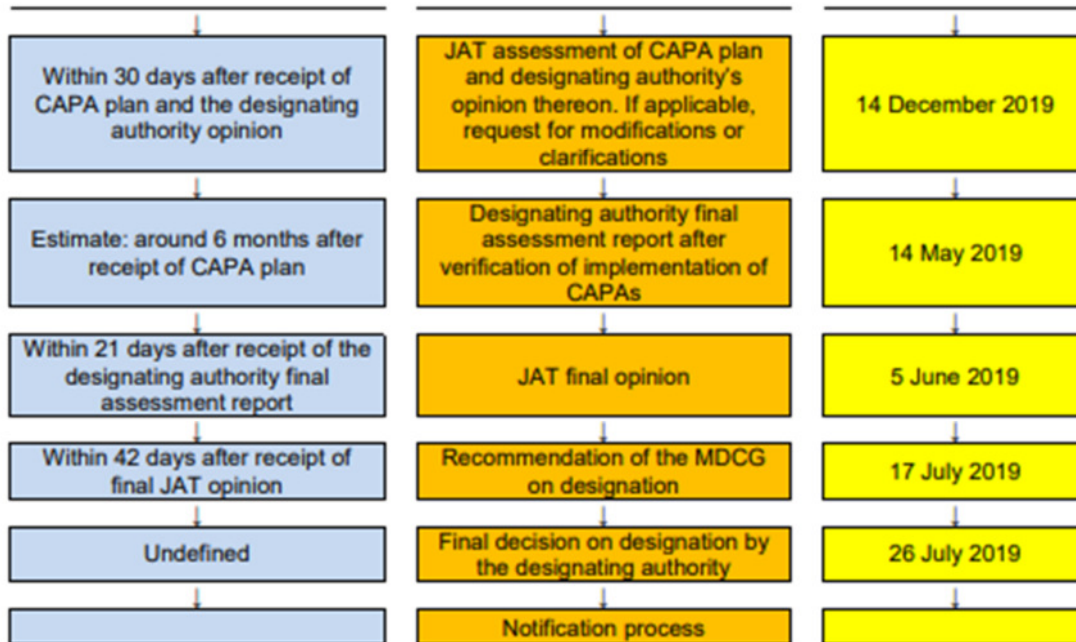 Within 30 days after receipt of
CAPA plan and the designating
authority opinion
JAT assessment of CAPA plan
and designating authority's
opinion thereon. If applicable,
request for modifications or
clarifications
14 December 2019
Estimate: around 6 months after
receipt of CAPA plan
Designating authority final
assessment report after
verification of implementation of
CAPAs
14 May 2019
Within 21 days after receipt of the
designating authority final
assessment report
JAT final opinion
5 June 2019
Within 42 days after receipt of
final JAT opinion
Recommendation of the MDCG
on designation
17 July 2019
Undefined
Final decision on designation by
the designating authority
26 July 2019
Notification process